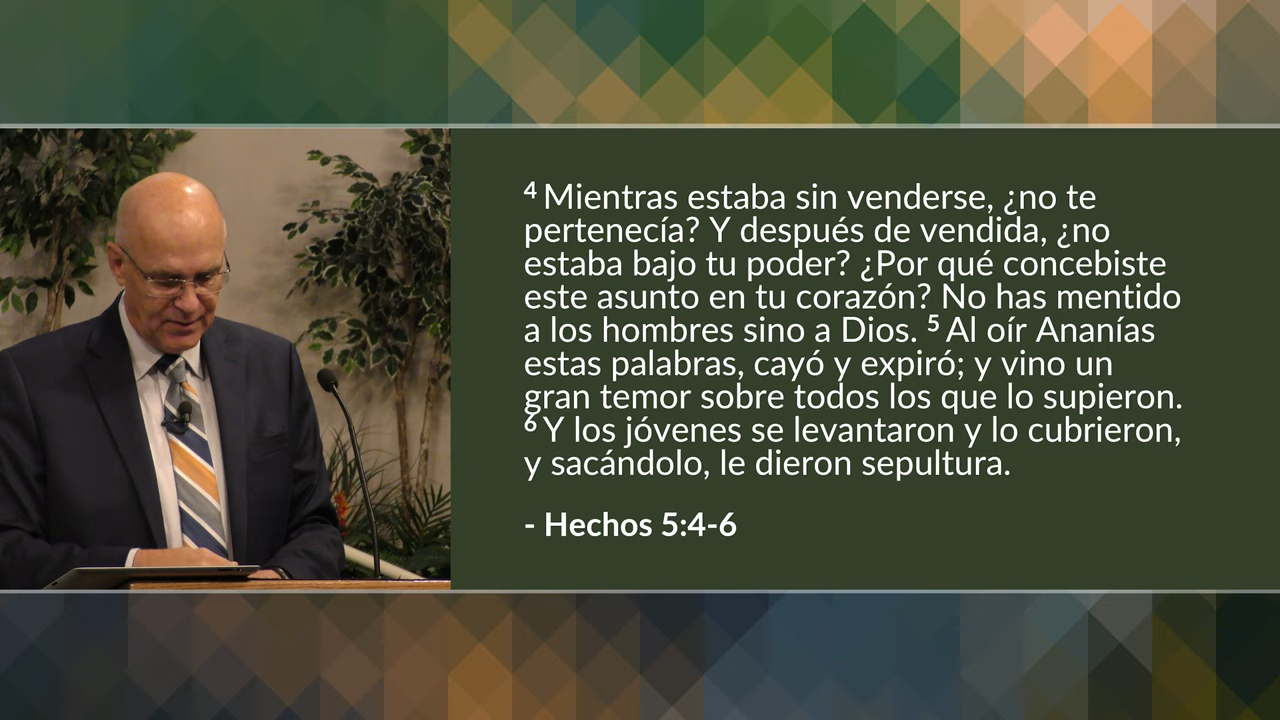 4 Mientras estaba sin venderse, ¿no te
pertenecía? Y después de vendida, ¿no
estaba bajo tu poder? ¿Por qué concebiste
este asunto en tu corazón? No has mentido
a los hombres sino a Dios. 5 Al oír Ananías
estas palabras, cayó y expiró; y vino un
gran temor sobre todos los que lo supieron.
6 Y los jóvenes se levantaron y lo cubrieron,
y sacándolo, le dieron sepultura.
- Hechos 5:4-6